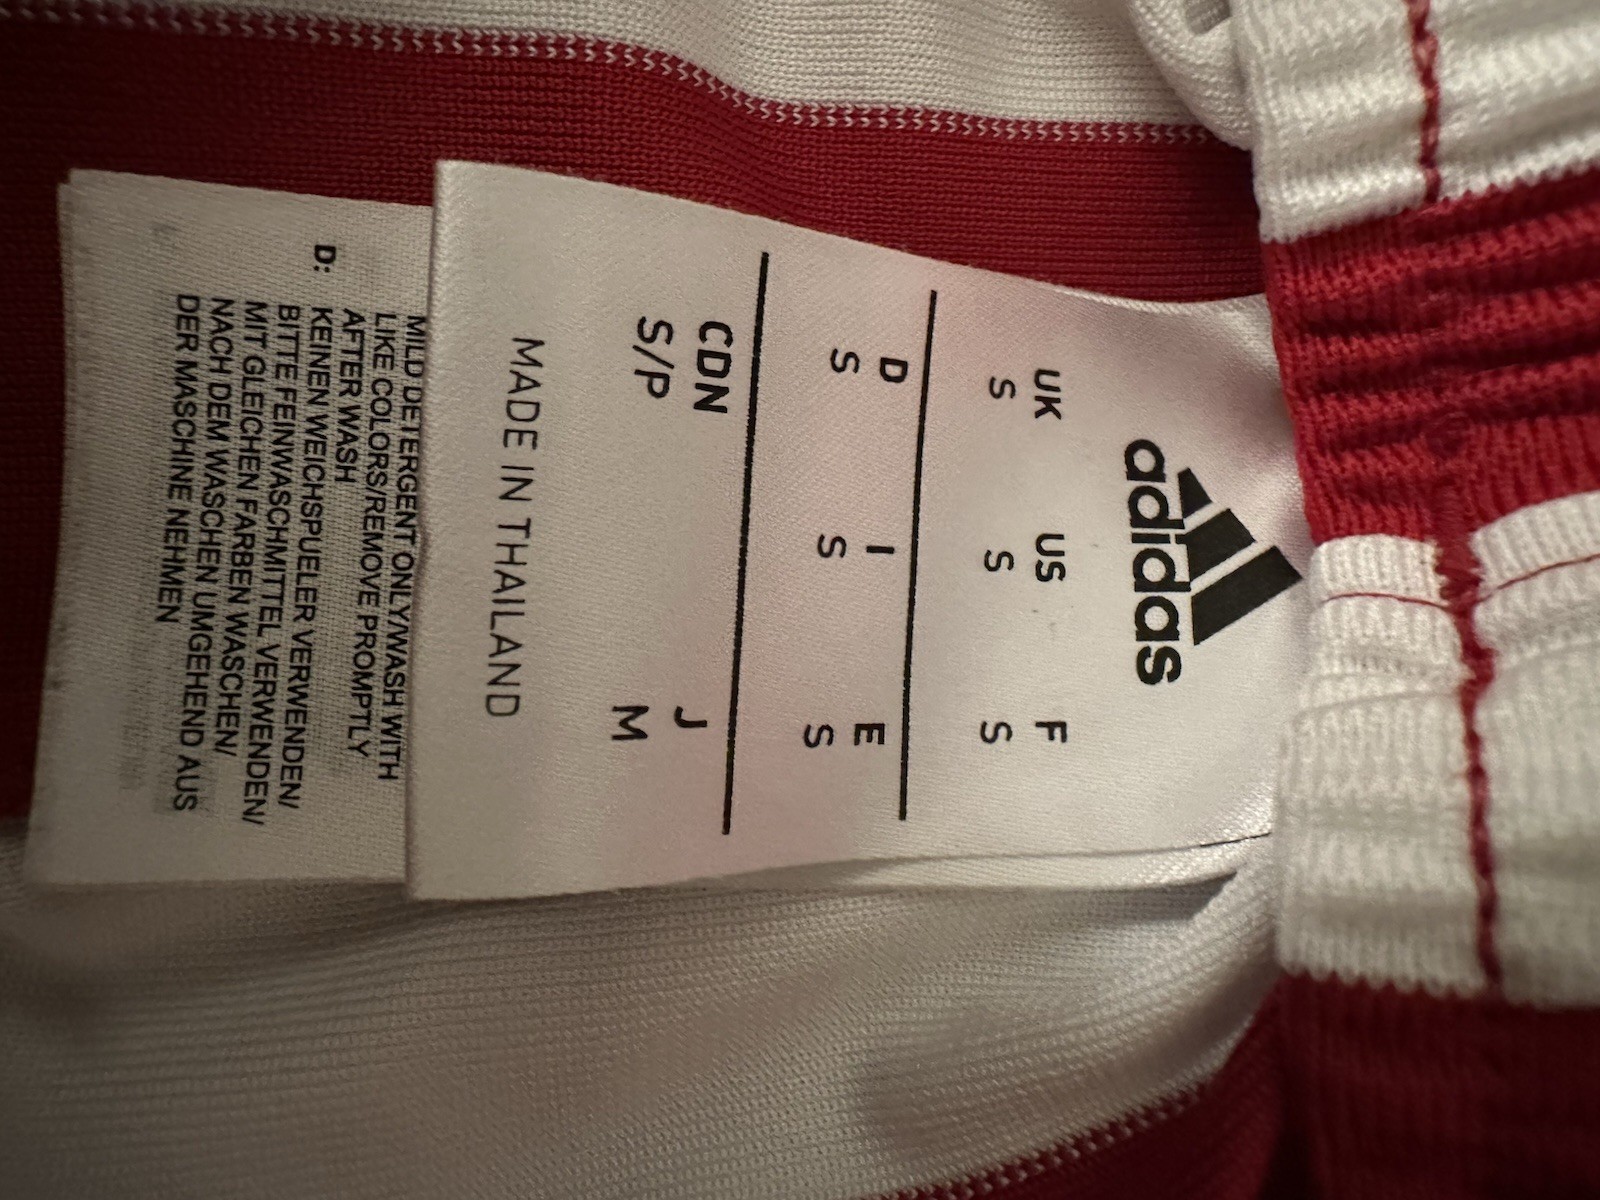 adidas
UK US F
S S S
D I E
S S S
CDN J
S/P M
MADE IN THAILAND
MILD DETERGENT ONLY/WASH WITH
LIKE COLORS/REMOVE PROMPTLY
AFTER WASH
D: KEINEN WEICHSPUELER VERWENDEN/
BITTE FEINWASCHMITTEL VERWENDEN/
MIT GLEICHEN FARBEN WASCHEN/
NACH DEM WASCHEN UMGEHEND AUS
DER MASCHINE NEHMEN